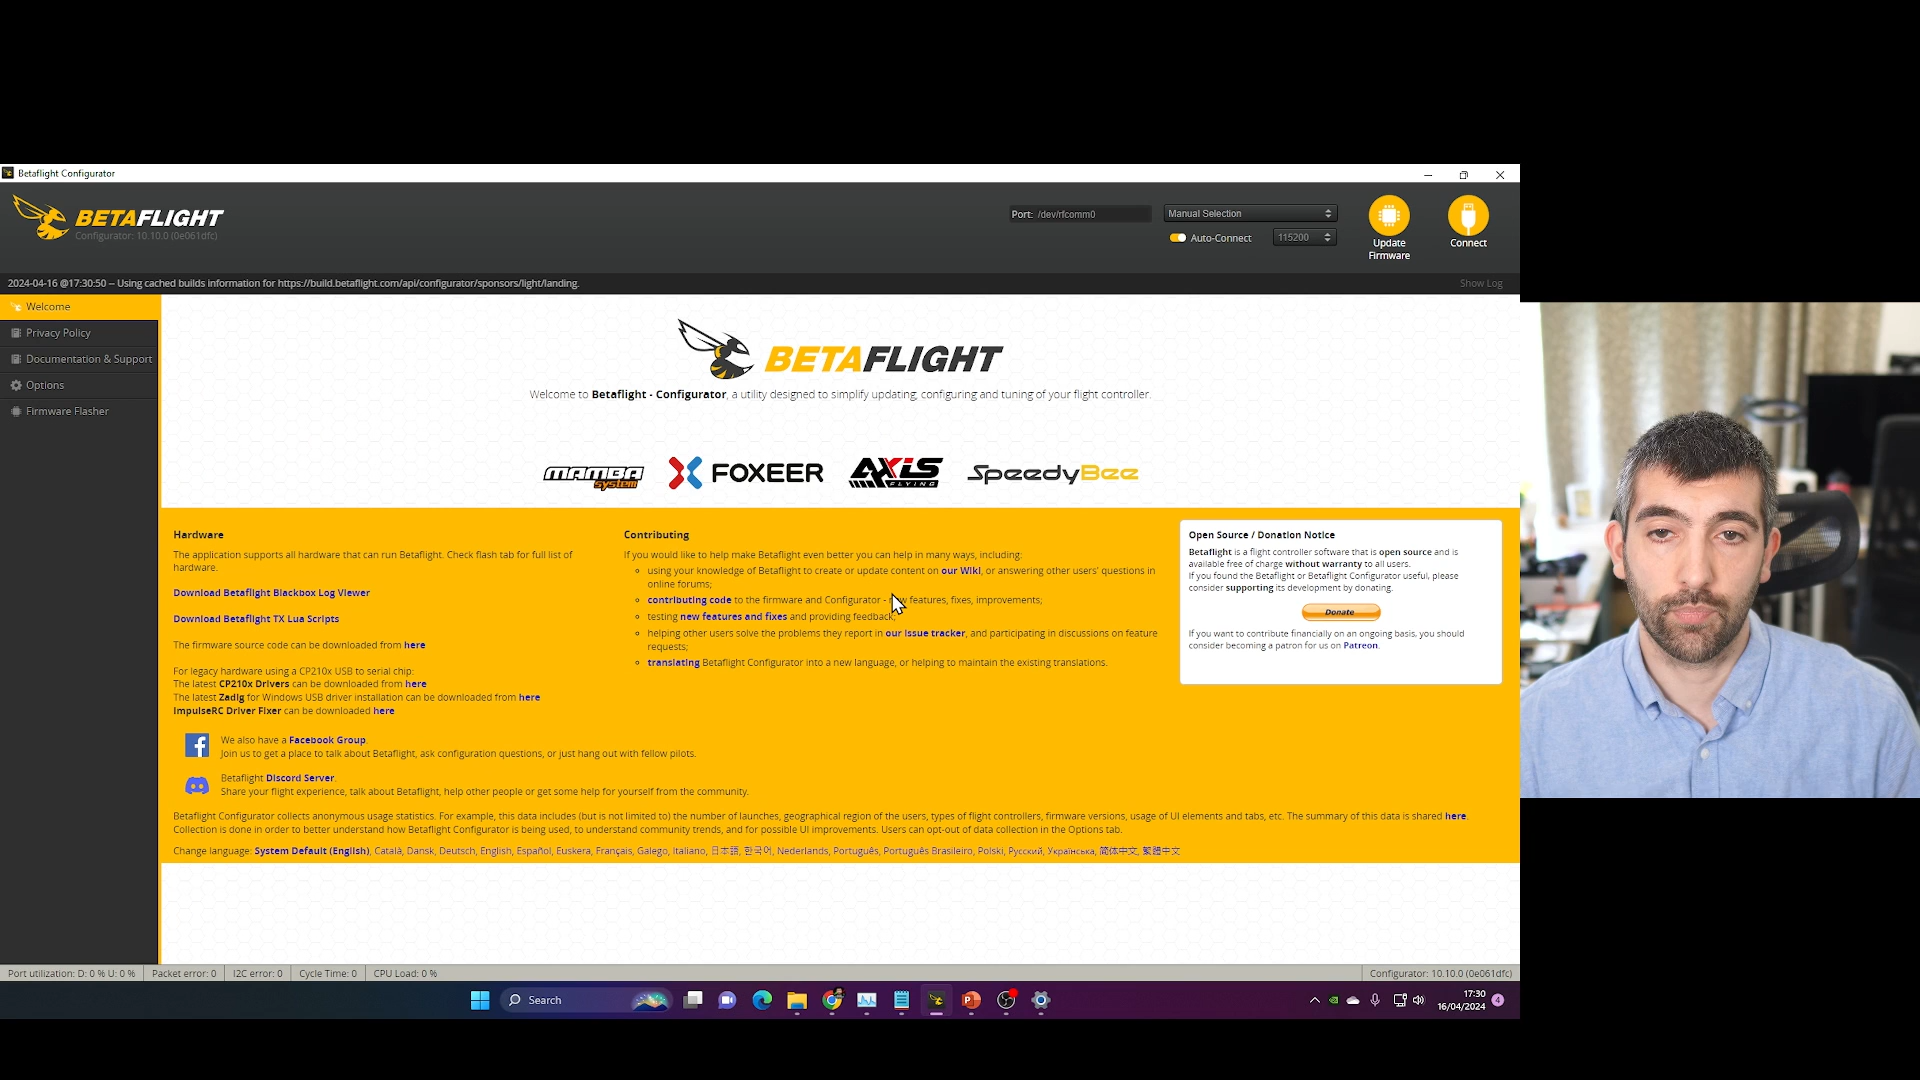 Betaflight Configurator
BETAFLIGHT
Configurator: 10.10.0 (0e061dfc)
Port: /dev/rfcomm0
Manual Selection
Auto-Connect
115200
Update
Firmware
Connect
2024-04-16 @17:30:50 -- Using cached builds information for https://build.betaflight.com/api/configurator/sponsors/light/landing.
Show Log
Welcome
Privacy Policy
Documentation & Support
Options
Firmware Flasher
BETAFLIGHT
Welcome to Betaflight - Configurator, a utility designed to simplify updating, configuring and tuning of your flight controller.
MAMBA system
FOXEER
AXIS FLYING
SpeedyBee
Hardware
The application supports all hardware that can run Betaflight. Check flash tab for full list of
hardware.
Download Betaflight Blackbox Log Viewer
Download Betaflight TX Lua Scripts
The firmware source code can be downloaded from here
For legacy hardware using a CP210x USB to serial chip:
The latest CP210x Drivers can be downloaded from here
The latest Zadig for Windows USB driver installation can be downloaded from here
ImpulseRC Driver Fixer can be downloaded here
Contributing
If you would like to help make Betaflight even better you can help in many ways, including:
using your knowledge of Betaflight to create or update content on our Wiki, or answering other users' questions in
online forums;
contributing code to the firmware and Configurator - new features, fixes, improvements;
testing new features and fixes and providing feedback;
helping other users solve the problems they report in our issue tracker, and participating in discussions on feature
requests;
translating Betaflight Configurator into a new language, or helping to maintain the existing translations.
Open Source / Donation Notice
Betaflight is a flight controller software that is open source and is
available free of charge without warranty to all users.
If you found the Betaflight or Betaflight Configurator useful, please
consider supporting its development by donating.
Donate
If you want to contribute financially on an ongoing basis, you should
consider becoming a patron for us on Patreon.
We also have a Facebook Group.
Join us to get a place to talk about Betaflight, ask configuration questions, or just hang out with fellow pilots.
Betaflight Discord Server.
Share your flight experience, talk about Betaflight, help other people or get some help for yourself from the community.
Betaflight Configurator collects anonymous usage statistics. For example, this data includes (but is not limited to) the number of launches, geographical region of the users, types of flight controllers, firmware versions, usage of UI elements and tabs, etc. The summary of this data is shared here.
Collection is done in order to better understand how Betaflight Configurator is being used, to understand community trends, and for possible UI improvements. Users can opt-out of data collection in the Options tab.
Change language: System Default (English), Català, Dansk, Deutsch, English, Español, Euskera, Français, Galego, Italiano, 日本語, 한국어, Nederlands, Português, Português Brasileiro, Polski, Русский, Українська, 简体中文, 繁體中文
Port utilization: D: 0 % U: 0 %
Packet error: 0
I2C error: 0
Cycle Time: 0
CPU Load: 0 %
Configurator: 10.10.0 (0e061dfc)
Search
17:30
16/04/2024
4